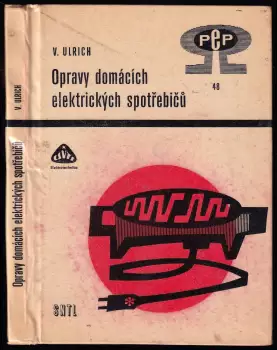 V. ULRICH
Opravy domácích elektrických spotřebičů
V. ULRICH
PeP
48
Opravy domácích
elektrických spotřebičů
SNTL